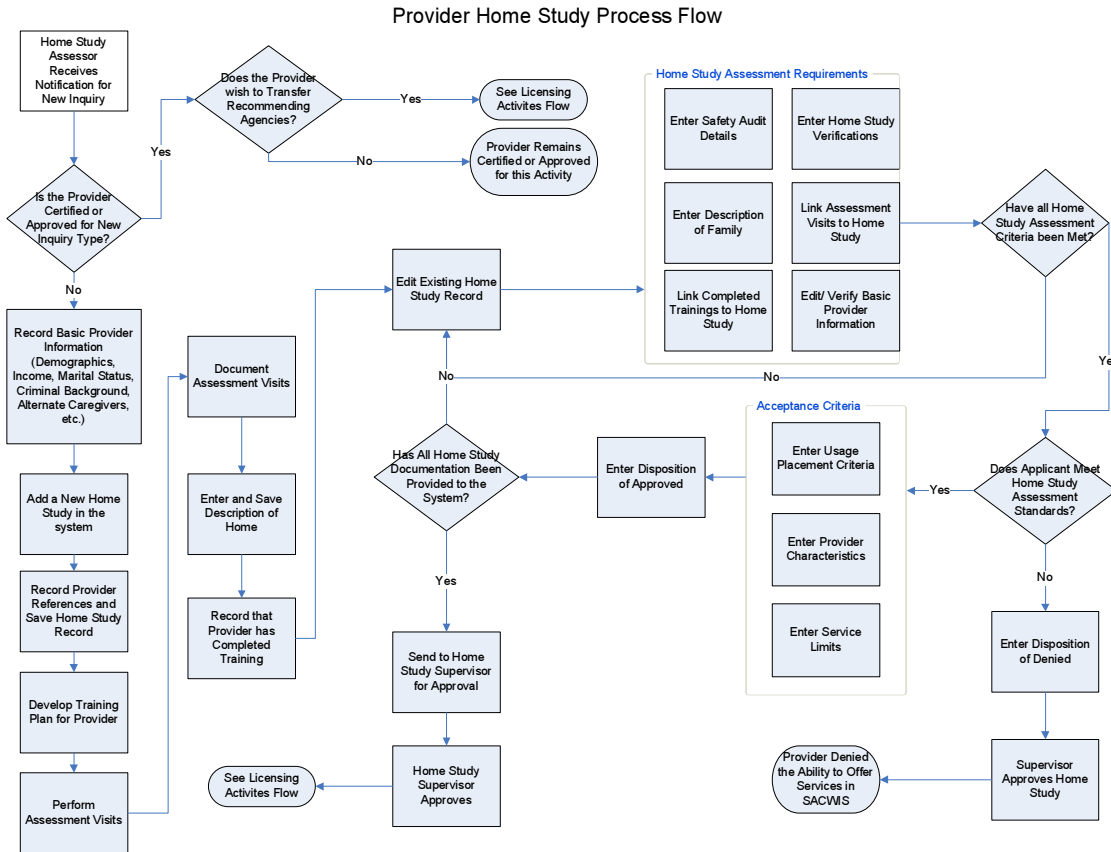 Provider Home Study Process Flow
Home Study
Assessor
Receives
Notification for
New Inquiry
Does the Provider
wish to Transfer
Recommending
Agencies?
Yes
See Licensing
Activites Flow
No
Provider Remains
Certified or Approved
for this Activity
Yes
Is the Provider
Certified or
Approved for New
Inquiry Type?
No
Record Basic Provider
Information
(Demographics,
Income, Marital Status,
Criminal Background,
Alternate Caregivers,
etc.)
Add a New Home
Study in the
system
Record Provider
References and
Save Home Study
Record
Develop Training
Plan for Provider
Perform
Assessment Visits
Document
Assessment Visits
Enter and Save
Description of
Home
Record that
Provider has
Completed
Training
Edit Existing Home
Study Record
Home Study Assessment Requirements
Enter Safety Audit
Details
Enter Home Study
Verifications
Enter Description
of Family
Link Assessment
Visits to Home
Study
Link Completed
Trainings to Home
Study
Edit/ Verify Basic
Provider
Information
Have all Home
Study Assessment
Criteria been Met?
Ye
No
No
Does Applicant Meet
Home Study
Assessment
Standards?
Yes
Acceptance Criteria
Enter Usage
Placement Criteria
Enter Provider
Characteristics
Enter Service
Limits
Enter Disposition
of Approved
Has All Home Study
Documentation Been
Provided to the
System?
Yes
Send to Home
Study Supervisor
for Approval
Home Study
Supervisor
Approves
See Licensing
Activites Flow
No
Enter Disposition
of Denied
Supervisor
Approves Home
Study
Provider Denied
the Ability to Offer
Services in
SACWIS